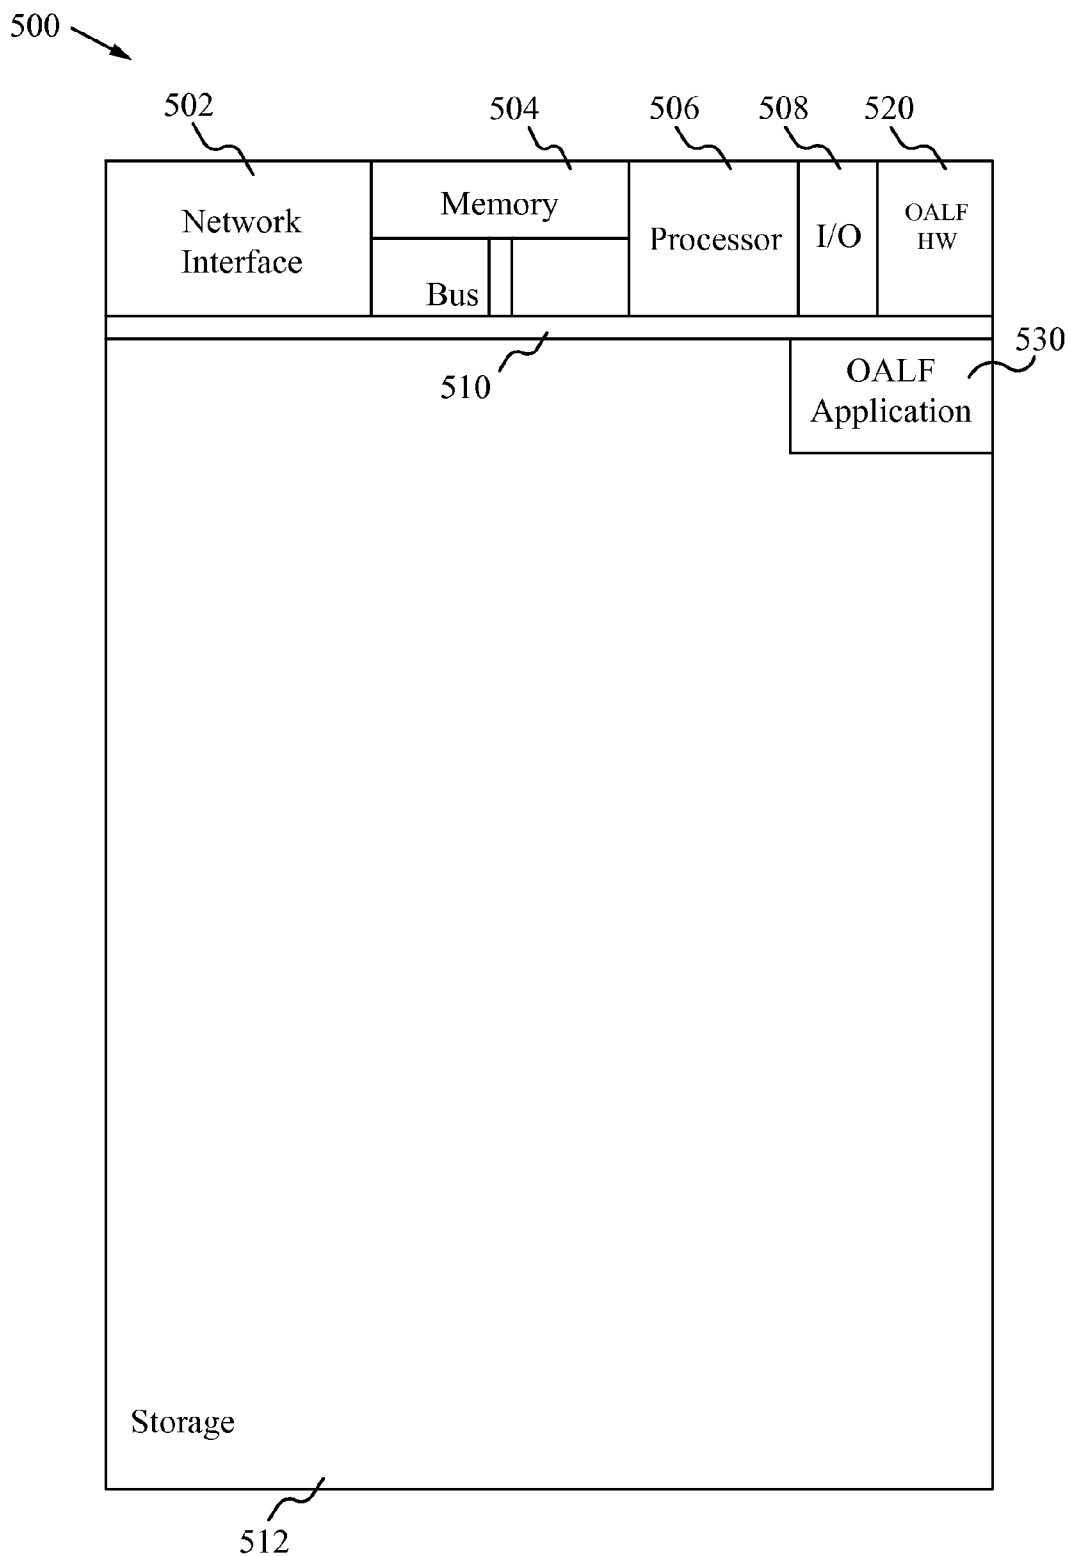 500
502
504
506
508
520
Network
Interface
Memory
Bus
Processor
I/O
OALF
HW
510
530
OALF
Application
Storage
512